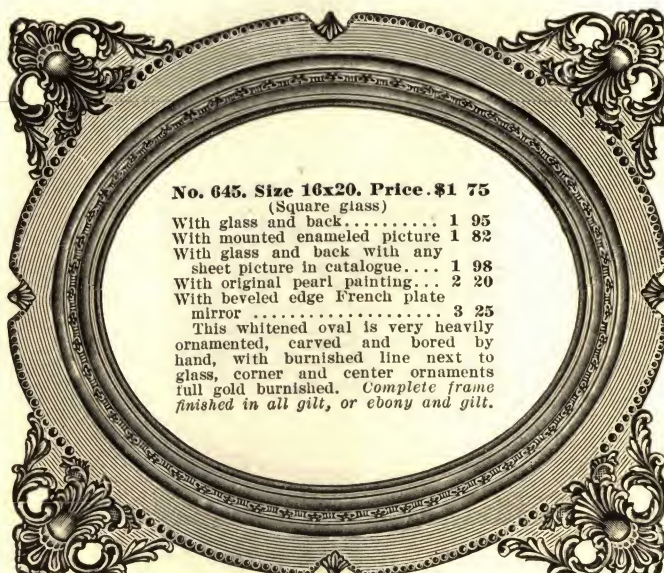 No. 645. Size 16x20. Price.$1 75
(Square glass)
With glass and back.......... 1 95
With mounted enameled picture 1 82
With glass and back with any
sheet picture in catalogue.... 1 98
With original pearl painting... 2 20
With beveled edge French plate
mirror .................... 3 25
This whitened oval is very heavily
ornamented, carved and bored by
hand, with burnished line next to
glass, corner and center ornaments
full gold burnished. Complete frame
finished in all gilt, or ebony and gilt.